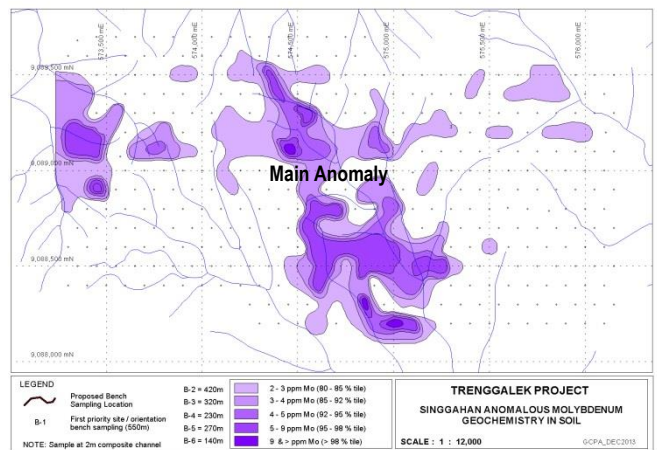 573,500 mE
574,000 mE
574,500 mE
575,000 mE
575,500 mE
576,000 mE
9,089,500 mN
9,089,000 mN
Main Anomaly
9,088,500 mN
9,088,000 mN
LEGEND
Proposed Bench
Sampling Location
B-1
First priority site / orientation
bench sampling (550m)
NOTE: Sample at 2m composite channel
B-2 = 420m
B-3 = 320m
B-4 = 230m
B-5 = 270m
B-6 = 140m
2 - 3 ppm Mo (80 - 85 % tile)
3 - 4 ppm Mo (85 - 92 % tile)
4 - 5 ppm Mo (92 - 95% tile)
5 - 9 ppm Mo (95 - 98% tile)
9 & > ppm Mo (> 98 % tile)
TRENGGALEK PROJECT
SINGGAHAN ANOMALOUS MOLYBDENUM
GEOCHEMISTRY IN SOIL
SCALE : 1 : 12,000
GCPA_DEC2013